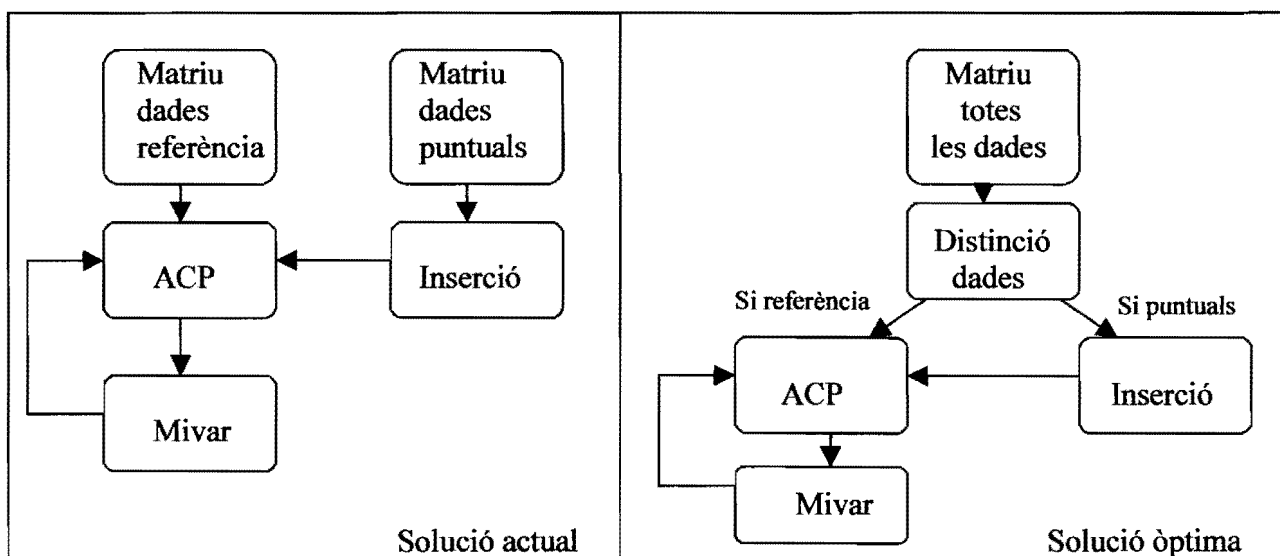 Matriu
dades
referència
Matriu
dades
puntuals
ACP
Inserció
Mivar
Solució actual
Matriu
totes
les dades
Distinció
dades
Si referència
Si puntuals
ACP
Inserció
Mivar
Solució òptima